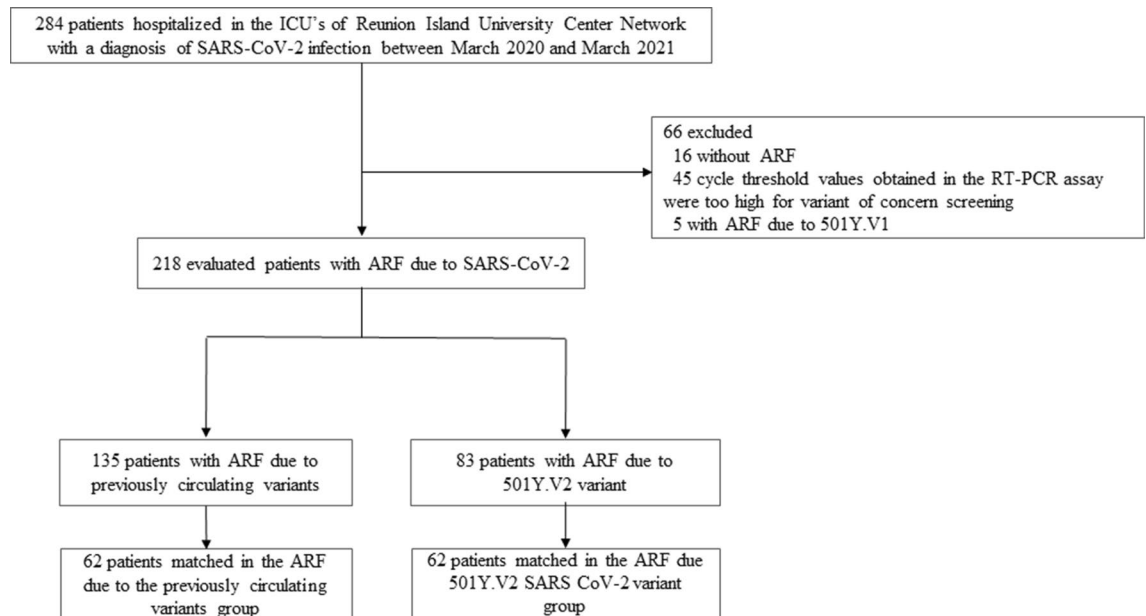 284 patients hospitalized in the ICU's of Reunion Island University Center Network
with a diagnosis of SARS-CoV-2 infection between March 2020 and March 2021
66 excluded
16 without ARF
45 cycle threshold values obtained in the RT-PCR assay
were too high for variant of concern screening
5 with ARF due to 501Y.V1
218 evaluated patients with ARF due to SARS-CoV-2
135 patients with ARF due to
previously circulating variants
83 patients with ARF due to
501Y.V2 variant
62 patients matched in the ARF
due to the previously circulating
variants group
62 patients matched in the ARF due
501Y.V2 SARS CoV-2 variant
group